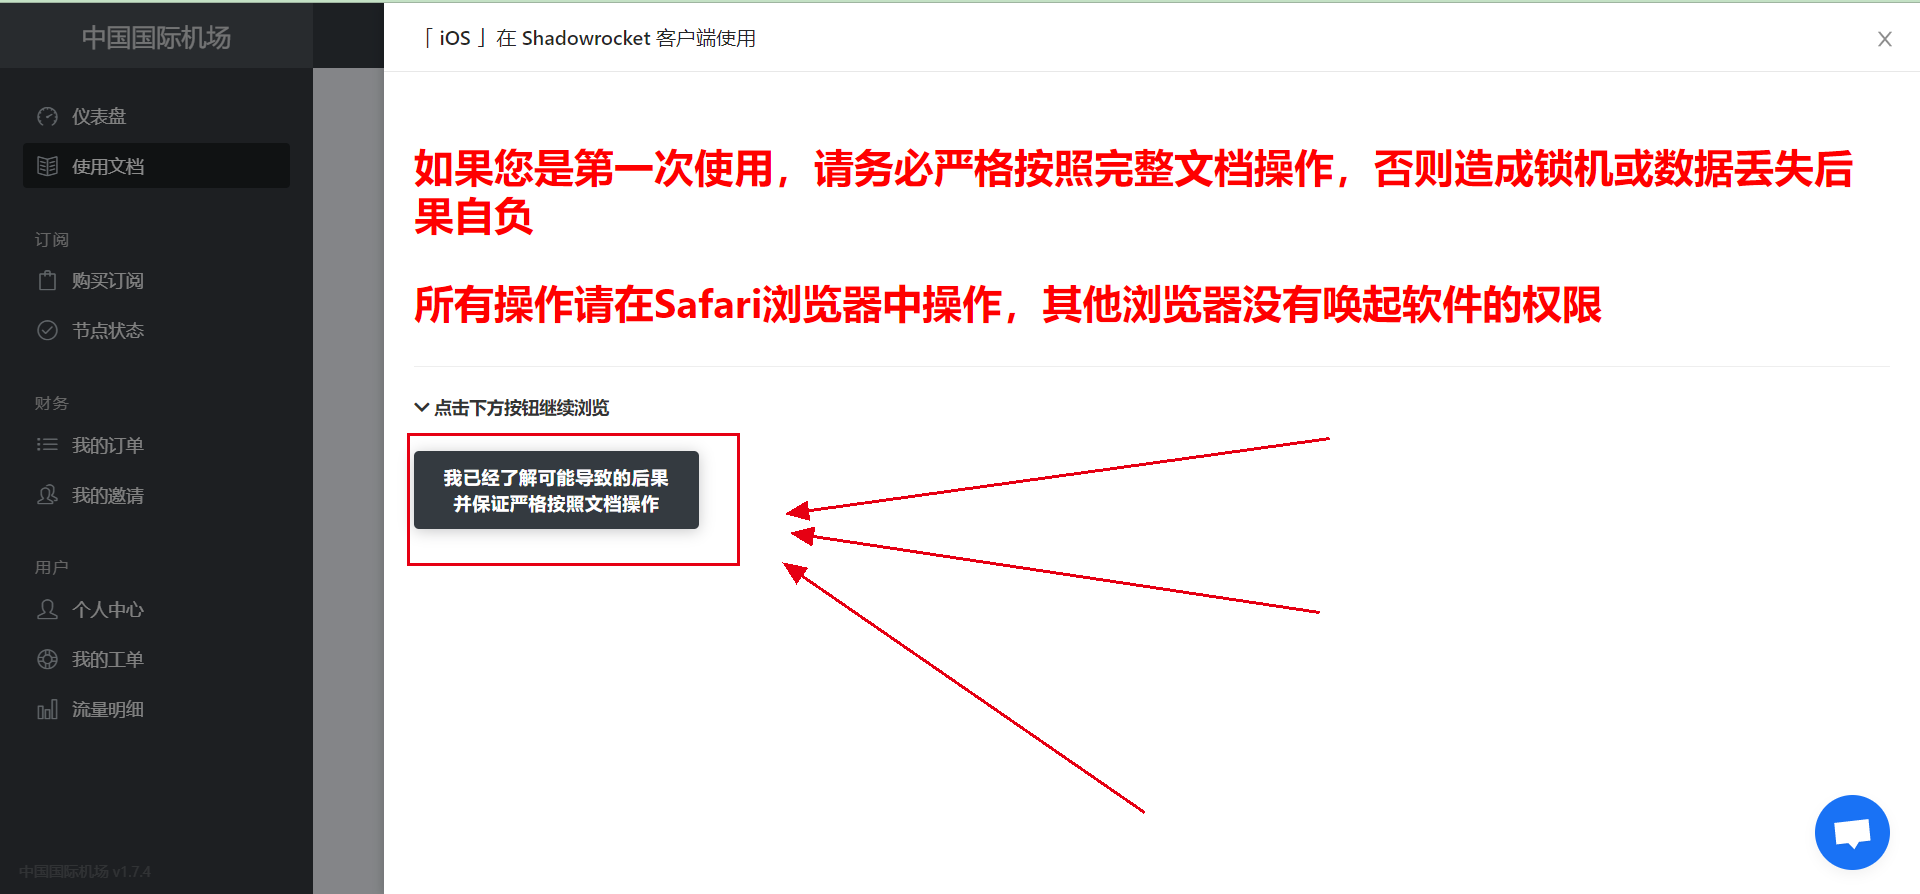 中国国际机场
仪表盘
使用文档
订阅
购买订阅
节点状态
财务
我的订单
我的邀请
用户
个人中心
我的工单
流量明细
中国国际机场 v1.7.4
「 iOS 」在 Shadowrocket 客户端使用
如果您是第一次使用，请务必严格按照完整文档操作，否则造成锁机或数据丢失后
果自负
所有操作请在Safari浏览器中操作，其他浏览器没有唤起软件的权限
点击下方按钮继续浏览
我已经了解可能导致的后果
并保证严格按照文档操作